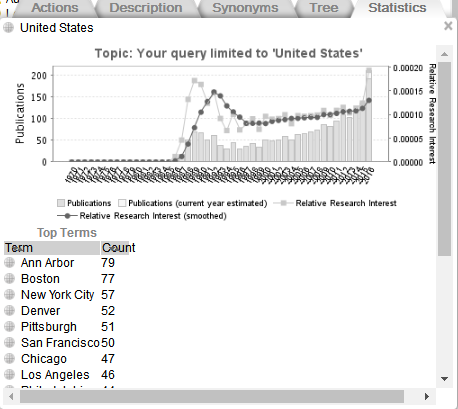 Actions Description Synonyms Tree Statistics
United States
Topic: Your query limited to 'United States'
200
150
100
50
0
Publications
0.00020
0.00015
0.00010
0.00005
0.00000
Relative Research Interest
Publications Publications (current year estimated) Relative Research Interest
Relative Research Interest (smoothed)
Top Terms
Term Count
Ann Arbor 79
Boston 77
New York City 57
Denver 52
Pittsburgh 51
San Francisco 50
Chicago 47
Los Angeles 46